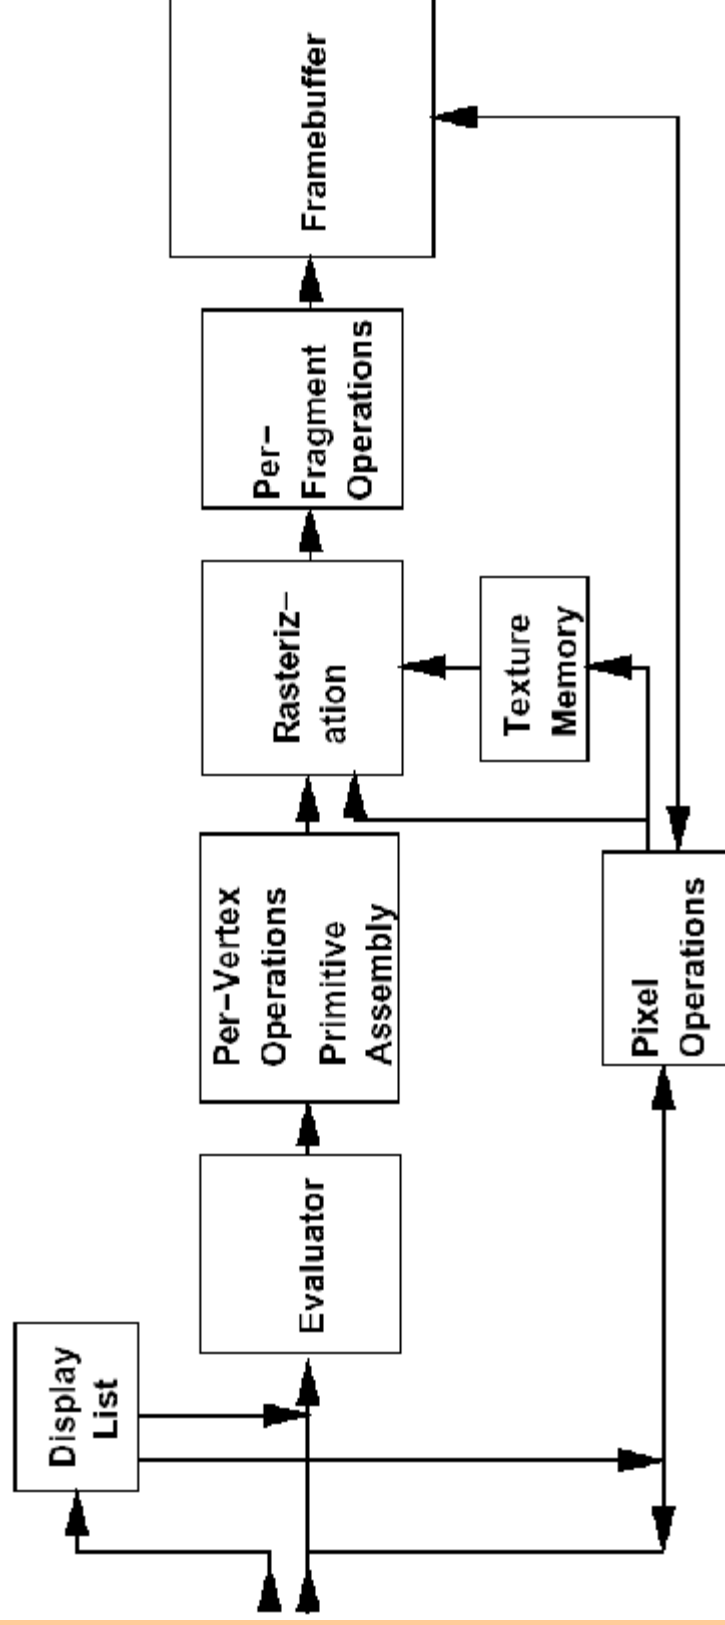 Display
List
Evaluator
Per-Vertex
Operations
Primitive
Assembly
Rasteriz-
ation
Per-
Fragment
Operations
Framebuffer
Texture
Memory
Pixel
Operations